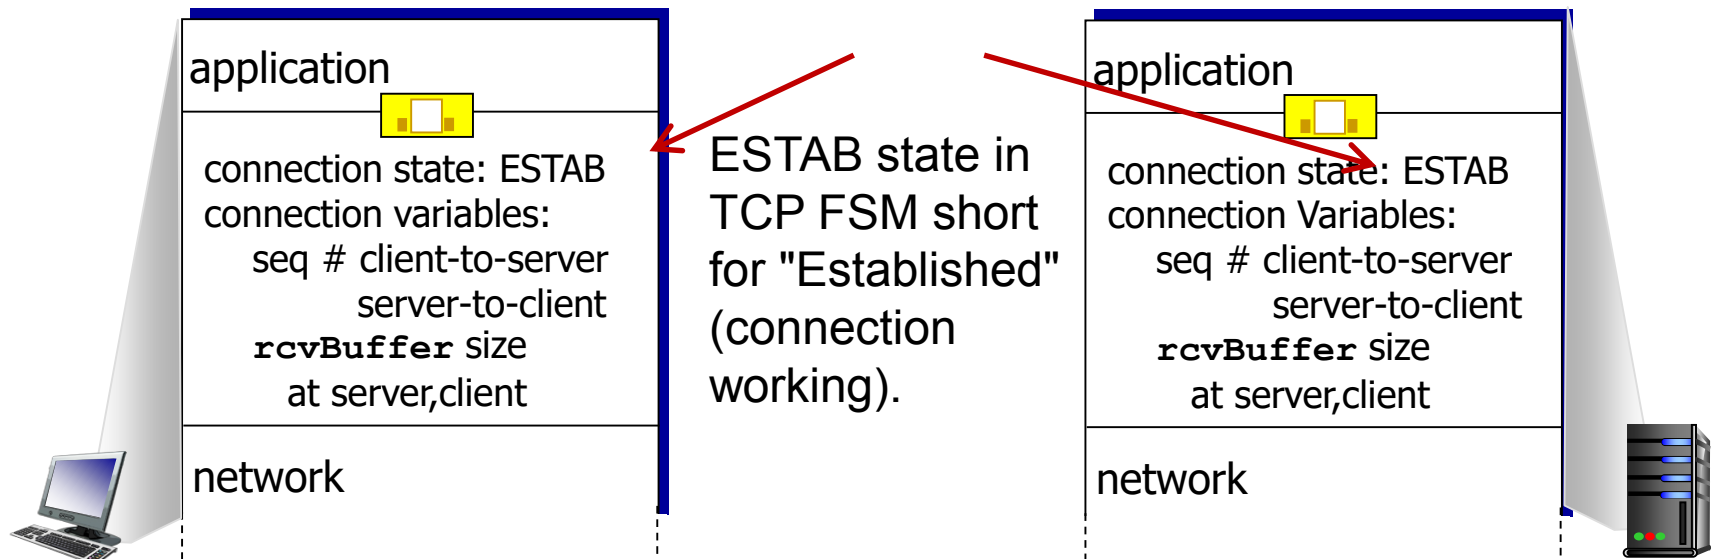 application
connection state: ESTAB
connection variables:
seq # client-to-server
server-to-client
rcvBuffer size
at server,client
network
ESTAB state in
TCP FSM short
for "Established"
(connection
working).
application
connection state: ESTAB
connection Variables:
seq # client-to-server
server-to-client
rcvBuffer size
at server,client
network